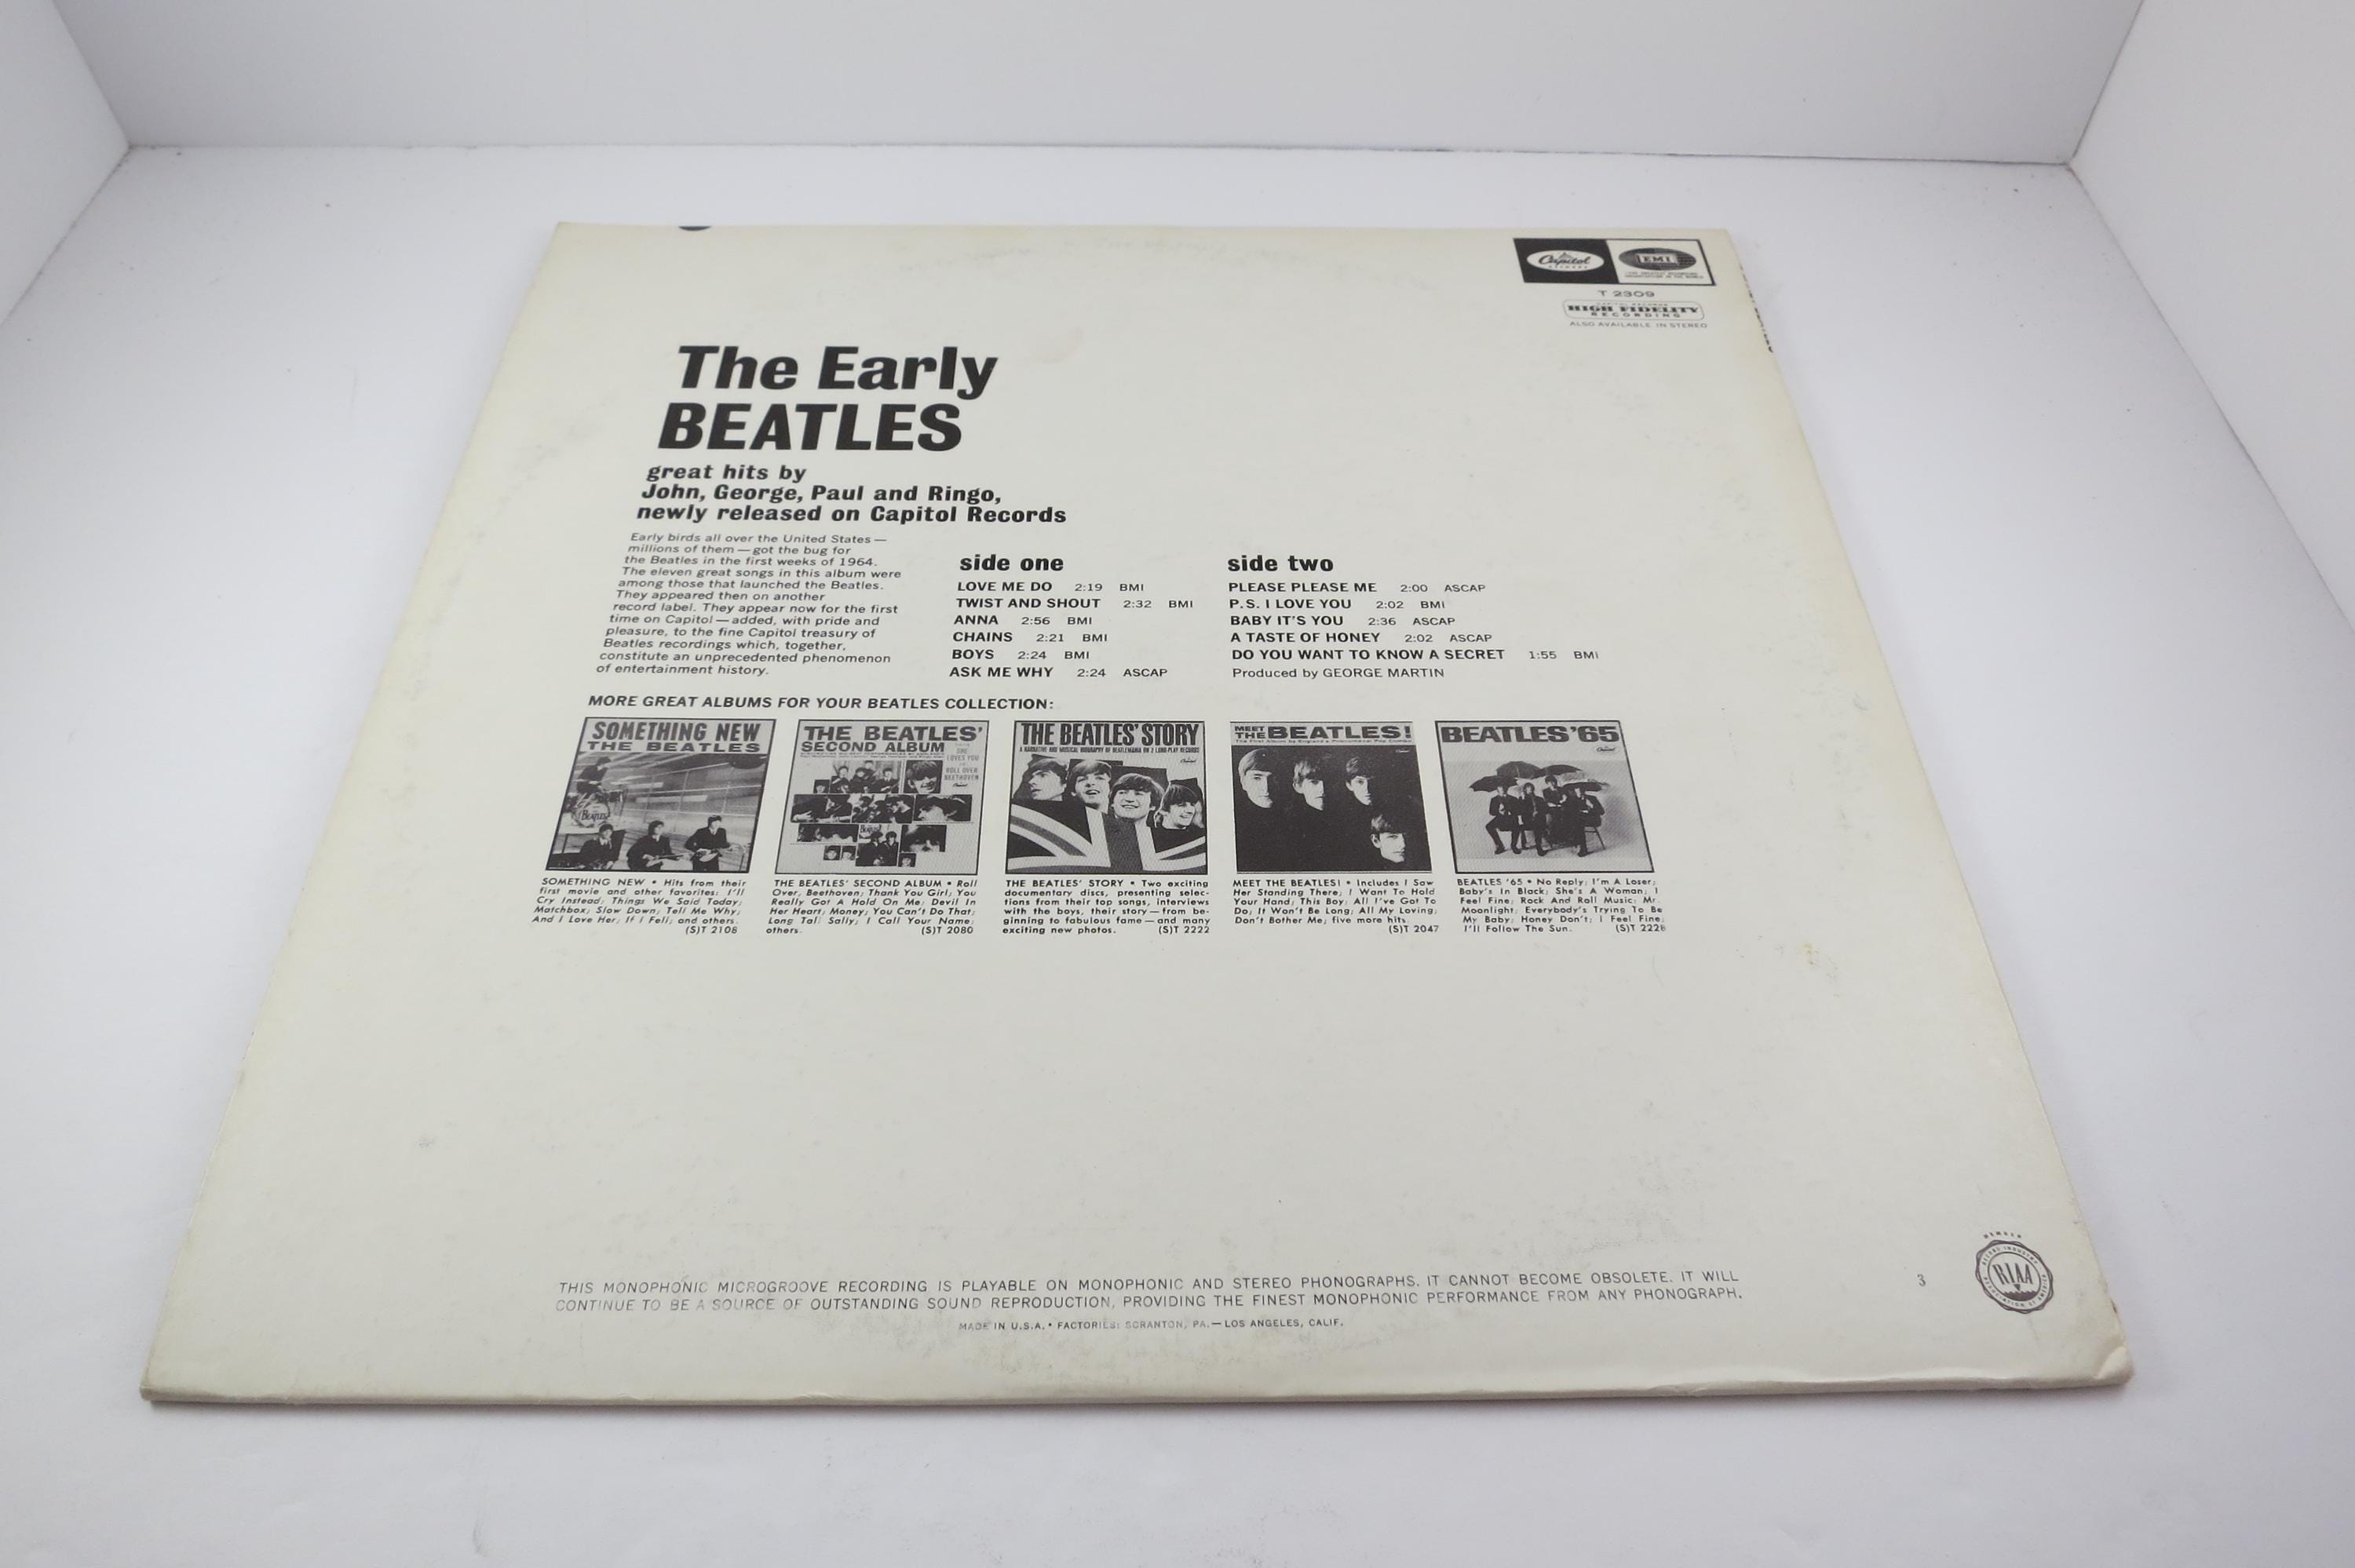 Capitol
RECORDS
EMI
T 2309
HIGH FIDELITY
RECORDING
ALSO AVAILABLE IN STEREO
The Early
BEATLES
great hits by
John, George, Paul and Ringo,
newly released on Capitol Records
Early birds all over the United States —
millions of them — got the bug for
the Beatles in the first weeks of 1964.
The eleven great songs in this album were
among those that launched the Beatles.
They appeared then on another
record label. They appear now for the first
time on Capitol — added, with pride and
pleasure, to the fine Capitol treasury of
Beatles recordings which, together,
constitute an unprecedented phenomenon
of entertainment history.
side one
LOVE ME DO 2:19 BMI
TWIST AND SHOUT 2:32 BMI
ANNA 2:56 BMI
CHAINS 2:21 BMI
BOYS 2:24 BMI
ASK ME WHY 2:24 ASCAP
side two
PLEASE PLEASE ME 2:00 ASCAP
P.S. I LOVE YOU 2:02 BMI
BABY IT'S YOU 2:36 ASCAP
A TASTE OF HONEY 2:02 ASCAP
DO YOU WANT TO KNOW A SECRET 1:55 BMI
Produced by GEORGE MARTIN
MORE GREAT ALBUMS FOR YOUR BEATLES COLLECTION:
SOMETHING NEW
THE BEATLES
SOMETHING NEW • Hits from their
first movie and other favorites: I'll
Cry Instead; Things We Said Today;
Matchbox; Slow Down; Tell Me Why;
And I Love Her; If I Fell; and others.
(S)T 2108
THE BEATLES'
SECOND ALBUM
THE BEATLES' SECOND ALBUM • Roll
Over, Beethoven; Thank You Girl; You
Really Got A Hold On Me; Devil In
Her Heart; Money; You Can't Do That;
Long Tall Sally; I Call Your Name;
others. (S)T 2080
THE BEATLES' STORY
A NARRATIVE AND MUSICAL BIOGRAPHY OF BEATLEMANIA ON 2 LONG-PLAY RECORDS
THE BEATLES' STORY • Two exciting
documentary discs, presenting selec-
tions from their top songs, interviews
with the boys, their story — from be-
ginning to fabulous fame — and many
exciting new photos. (S)T 2222
MEET
THE BEATLES!
MEET THE BEATLES! • Includes I Saw
Her Standing There; I Want To Hold
Your Hand; This Boy; All I've Got To
Do; It Won't Be Long; All My Loving;
Don't Bother Me; five more hits.
(S)T 2047
BEATLES '65
BEATLES '65 • No Reply; I'm A Loser;
Baby's In Black; She's A Woman; I
Feel Fine; Rock And Roll Music; Mr.
Moonlight; Everybody's Trying To Be
My Baby; Honey Don't; I Feel Fine;
I'll Follow The Sun. (S)T 2228
THIS MONOPHONIC MICROGROOVE RECORDING IS PLAYABLE ON MONOPHONIC AND STEREO PHONOGRAPHS. IT CANNOT BECOME OBSOLETE. IT WILL
CONTINUE TO BE A SOURCE OF OUTSTANDING SOUND REPRODUCTION, PROVIDING THE FINEST MONOPHONIC PERFORMANCE FROM ANY PHONOGRAPH.
MADE IN U.S.A. • FACTORIES: SCRANTON, PA. — LOS ANGELES, CALIF.
3
MEMBER
RIAA